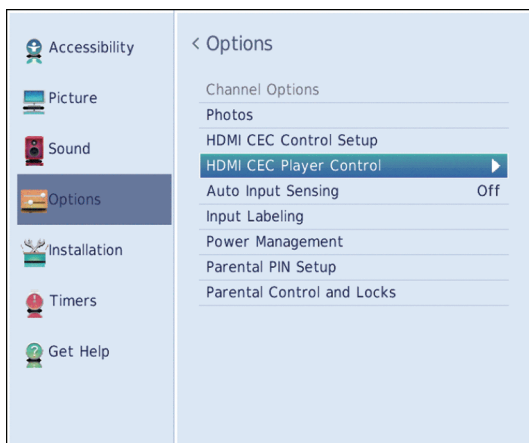 Accessibility
Picture
Sound
Options
Installation
Timers
Get Help
< Options
Channel Options
Photos
HDMI CEC Control Setup
HDMI CEC Player Control
Auto Input Sensing Off
Input Labeling
Power Management
Parental PIN Setup
Parental Control and Locks